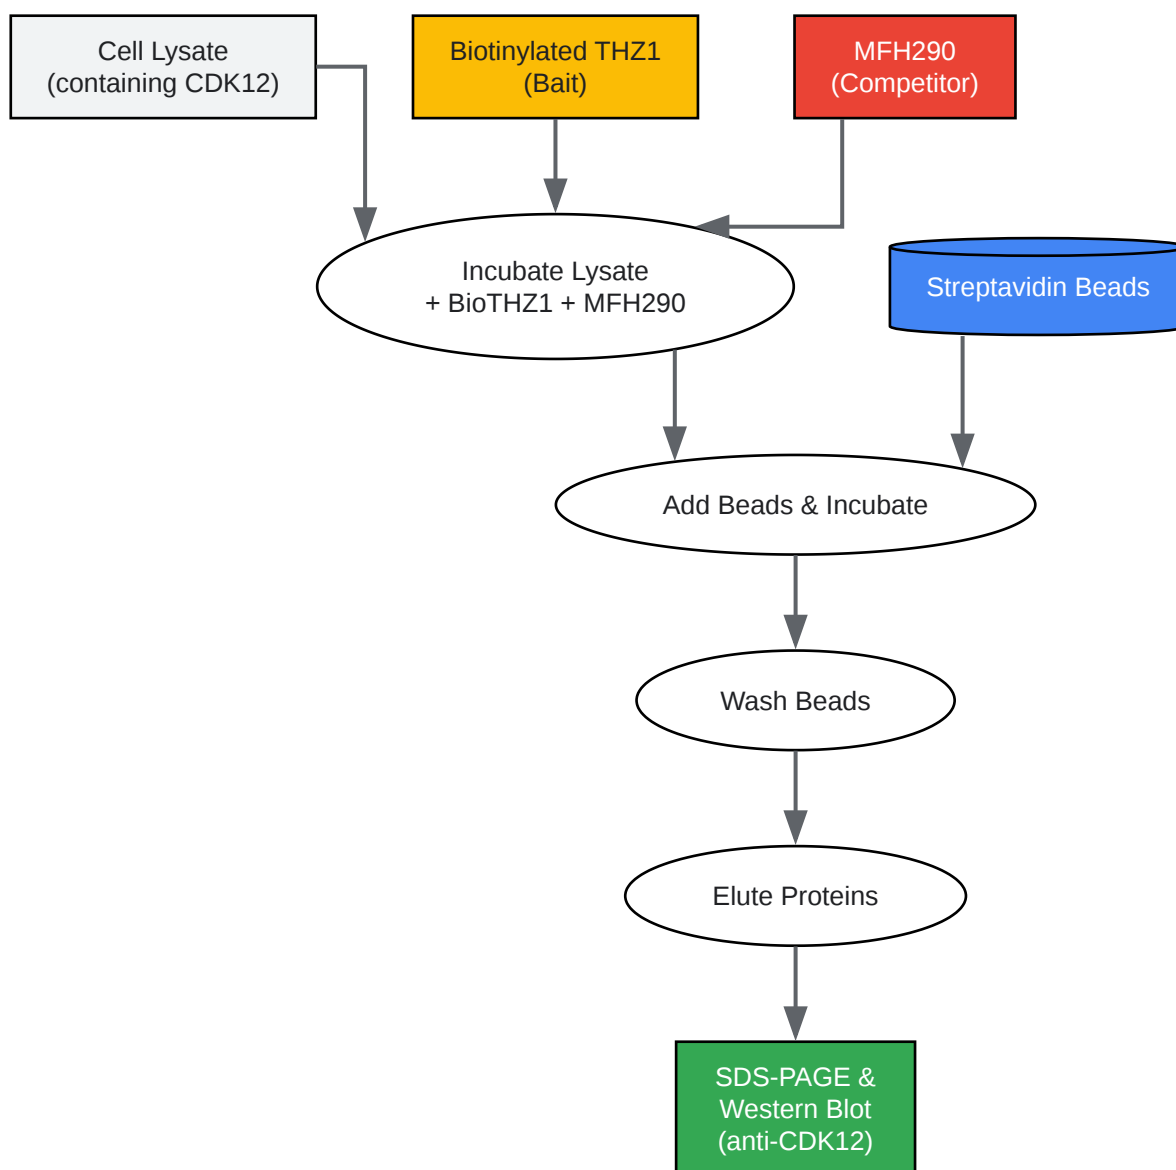 Cell Lysate
(containing CDK12)
Biotinylated THZ1
(Bait)
MFH290
(Competitor)
Incubate Lysate
+ BioTHZ1 + MFH290
Streptavidin Beads
Add Beads & Incubate
Wash Beads
Elute Proteins
SDS-PAGE &
Western Blot
(anti-CDK12)